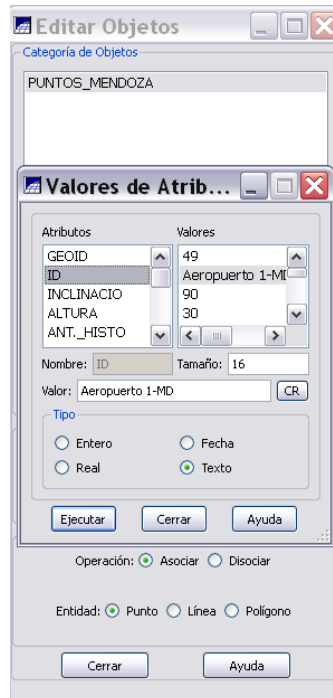 Editar Objetos
Categoría de Objetos
PUNTOS_MENDOZA
Valores de Atrib...
Atributos Valores
GEOID 49
ID Aeropuerto 1-MD
INCLINACIO 90
ALTURA 30
ANT._HISTO
Nombre: ID Tamaño: 16
Valor: Aeropuerto 1-MD CR
Tipo
Entero Fecha
Real Texto
Ejecutar Cerrar Ayuda
Operación: Asociar Disociar
Entidad: Punto Línea Polígono
Cerrar Ayuda